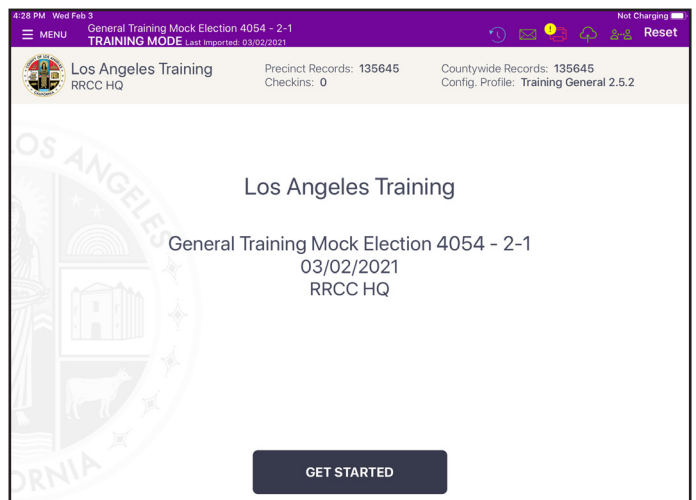 4:28 PM Wed Feb 3
Not Charging
MENU
General Training Mock Election 4054 - 2-1
TRAINING MODE Last Imported: 03/02/2021
!
Reset
Los Angeles Training
RRCC HQ
Precinct Records: 135645
Checkins: 0
Countywide Records: 135645
Config. Profile: Training General 2.5.2
OS ANGELES
ORNIA
Los Angeles Training
General Training Mock Election 4054 - 2-1
03/02/2021
RRCC HQ
GET STARTED